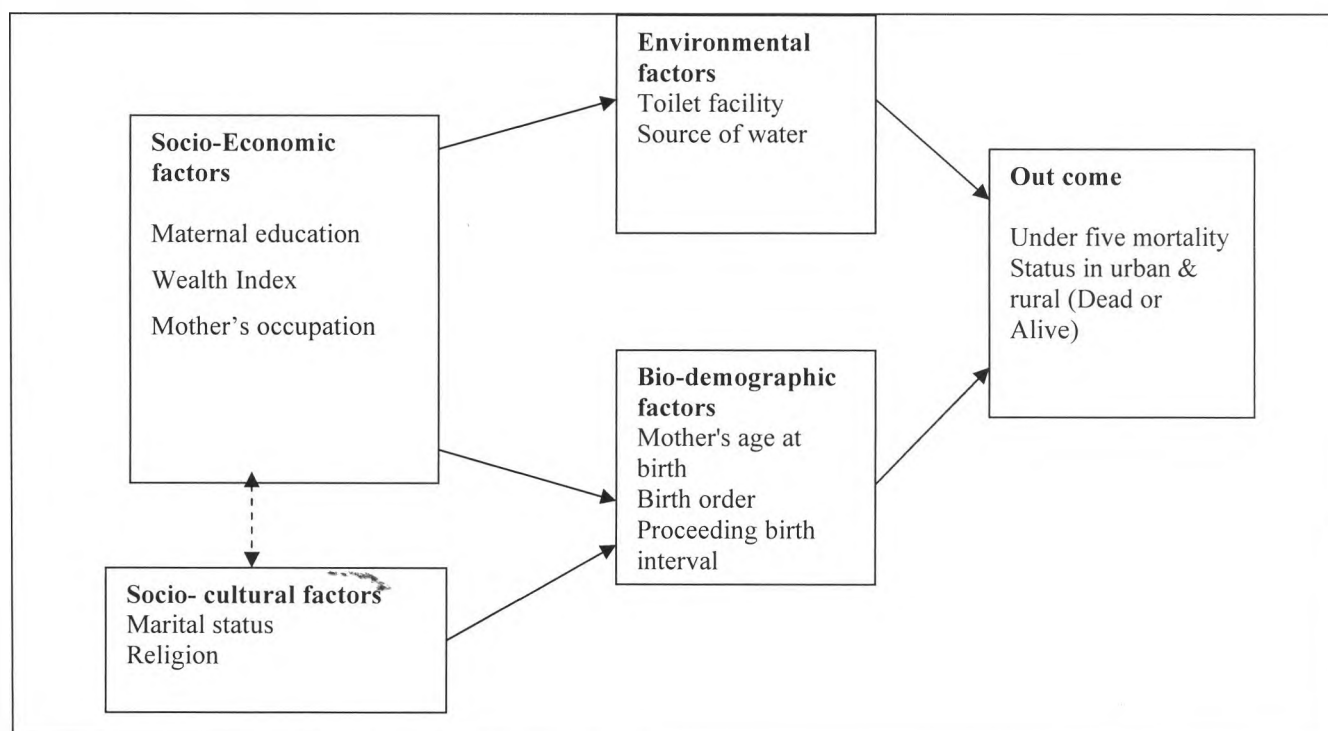 Socio-Economic
factors
Maternal education
Wealth Index
Mother's occupation
Socio- cultural factors
Marital status
Religion
Environmental
factors
Toilet facility
Source of water
Bio-demographic
factors
Mother's age at
birth
Birth order
Proceeding birth
interval
Out come
Under five mortality
Status in urban &
rural (Dead or
Alive)